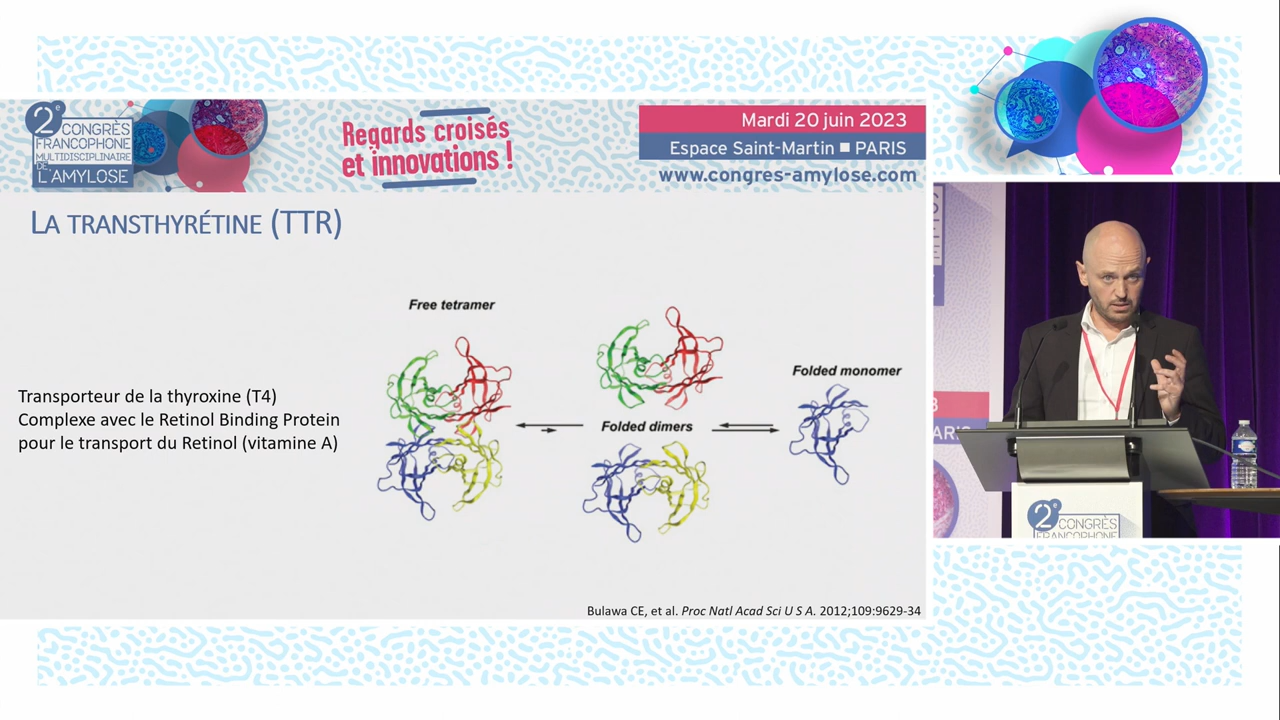 2e CONGRÈS
FRANCOPHONE
MULTIDISCIPLINAIRE
DE
L'AMYLOSE
Regards croisés
et innovations !
Mardi 20 juin 2023
Espace Saint-Martin ■ PARIS
www.congres-amylose.com
LA TRANSTHYRÉTINE (TTR)
Free tetramer
Folded monomer
Transporteur de la thyroxine (T4)
Complexe avec le Retinol Binding Protein
pour le transport du Retinol (vitamine A)
Folded dimers
Bulawa CE, et al. Proc Natl Acad Sci U S A. 2012;109:9629-34
2e CONGRÈS
FRANCOPHONE